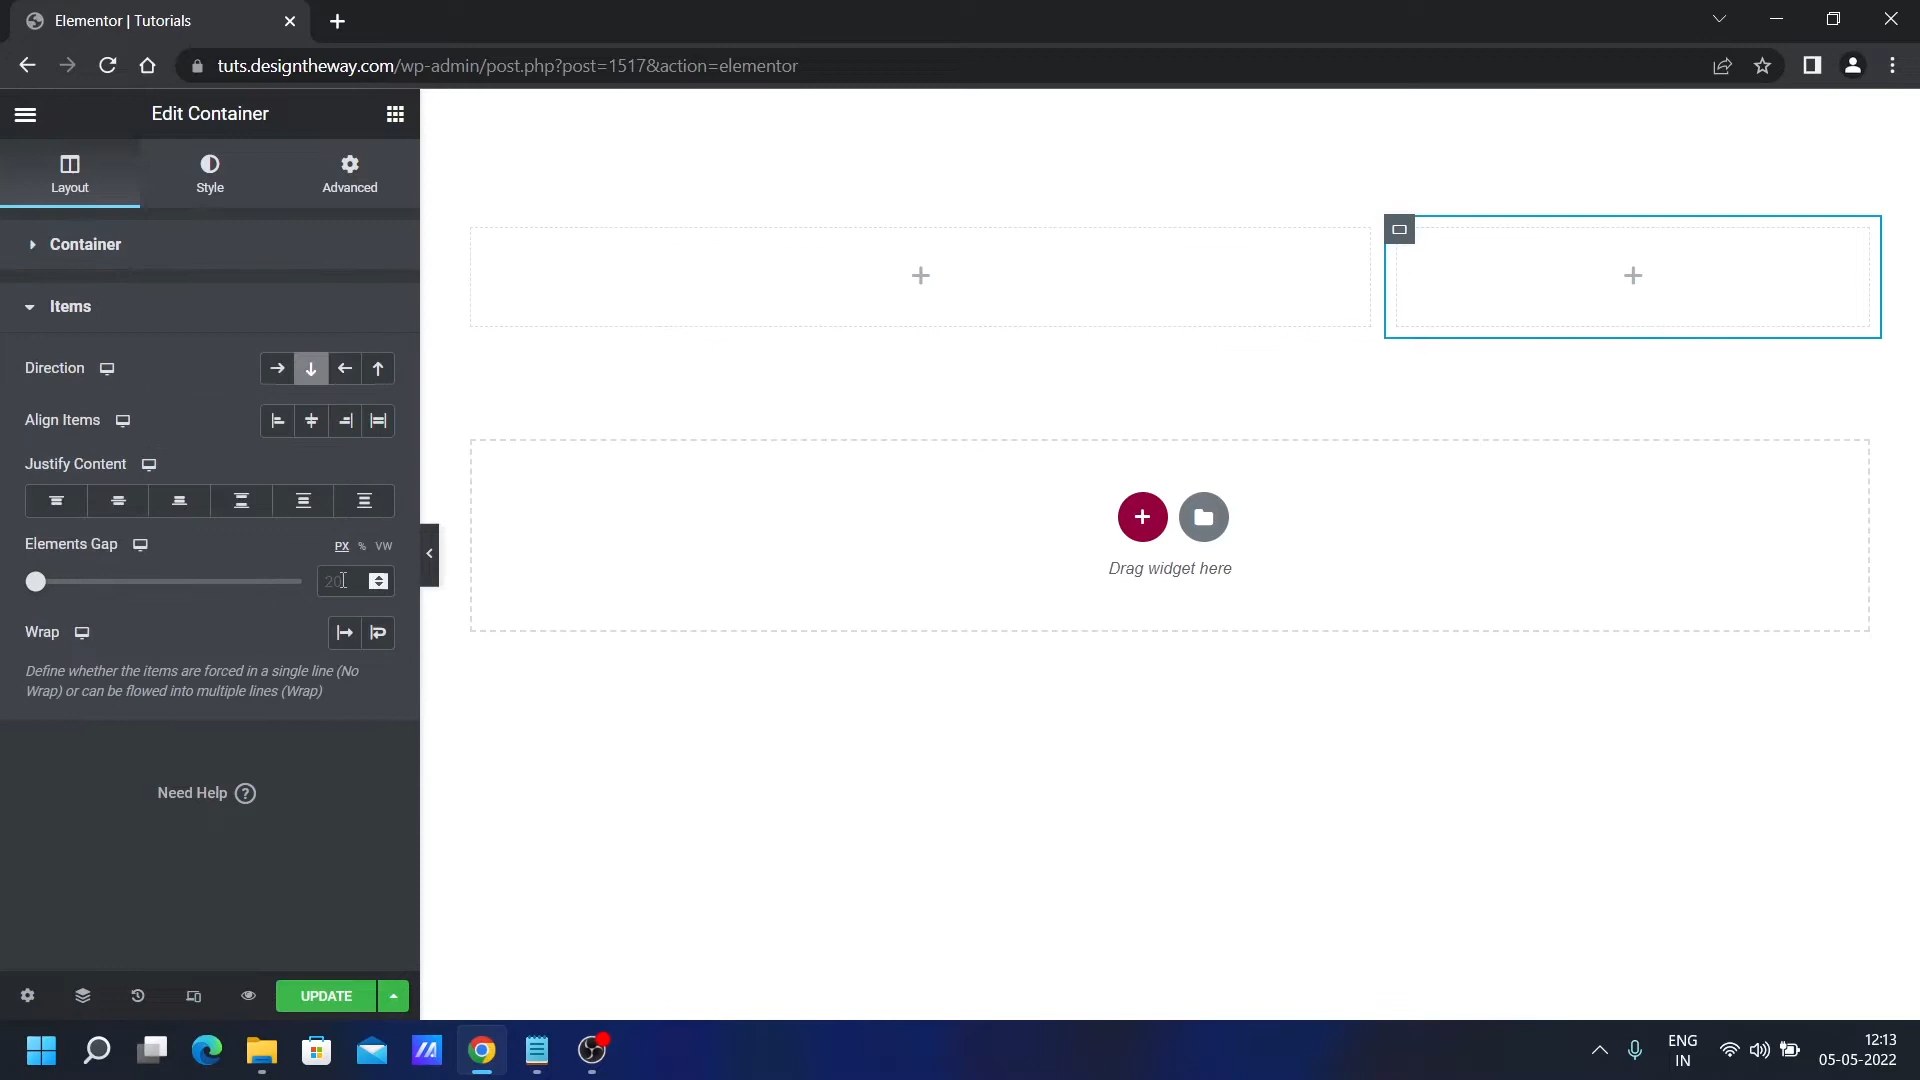 Elementor | Tutorials
tuts.designtheway.com/wp-admin/post.php?post=1517&action=elementor
Edit Container
Layout
Style
Advanced
Container
Items
Direction
Align Items
Justify Content
Elements Gap
PX % VW
20
Wrap
Define whether the items are forced in a single line (No
Wrap) or can be flowed into multiple lines (Wrap)
Need Help
UPDATE
Drag widget here
ENG
IN
12:13
05-05-2022